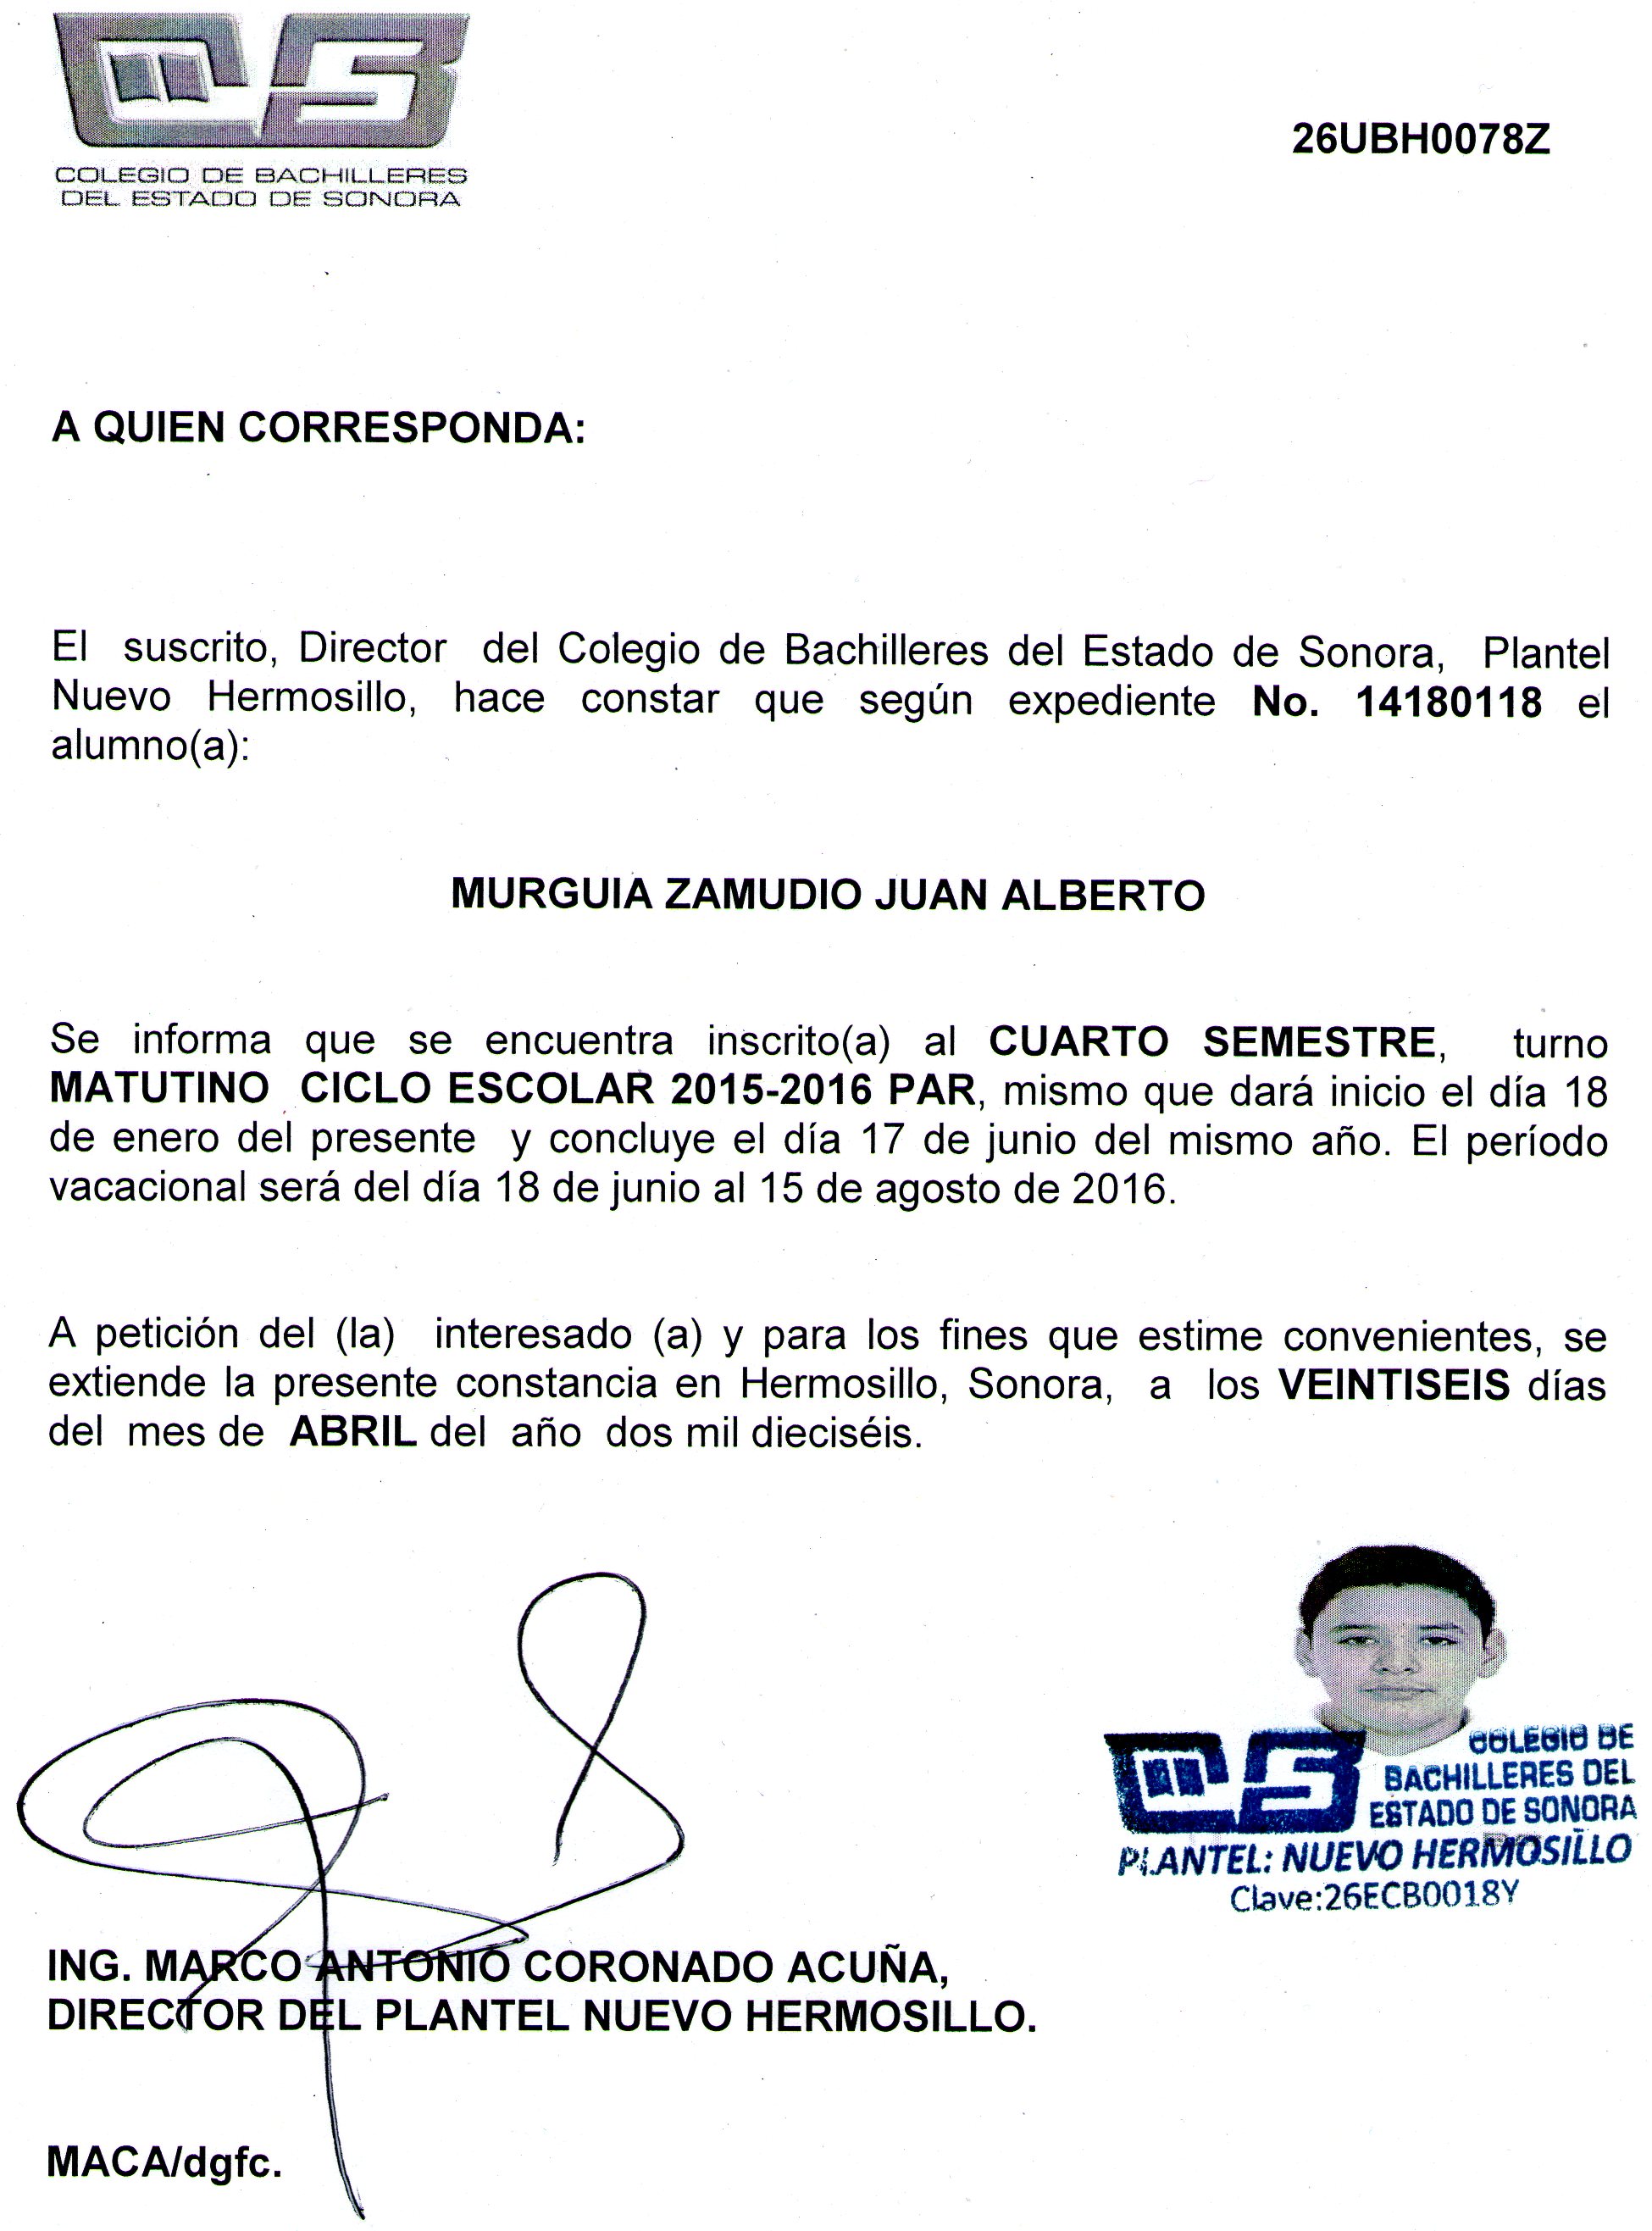 COLEGIO DE BACHILLERES
DEL ESTADO DE SONORA
26UBH0078Z
A QUIEN CORRESPONDA:
El suscrito, Director del Colegio de Bachilleres del Estado de Sonora, Plantel
Nuevo Hermosillo, hace constar que según expediente No. 14180118 el
alumno(a):
MURGUIA ZAMUDIO JUAN ALBERTO
Se informa que se encuentra inscrito(a) al CUARTO SEMESTRE, turno
MATUTINO CICLO ESCOLAR 2015-2016 PAR, mismo que dará inicio el día 18
de enero del presente y concluye el día 17 de junio del mismo año. El período
vacacional será del día 18 de junio al 15 de agosto de 2016.
A petición del (la) interesado (a) y para los fines que estime convenientes, se
extiende la presente constancia en Hermosillo, Sonora, a los VEINTISEIS días
del mes de ABRIL del año dos mil dieciséis.
COLEGIO DE
BACHILLERES DEL
ESTADO DE SONORA
PLANTEL: NUEVO HERMOSILLO
Clave:26ECB0018Y
ING. MARCO ANTONIO CORONADO ACUÑA,
DIRECTOR DEL PLANTEL NUEVO HERMOSILLO.
MACA/dgfc.